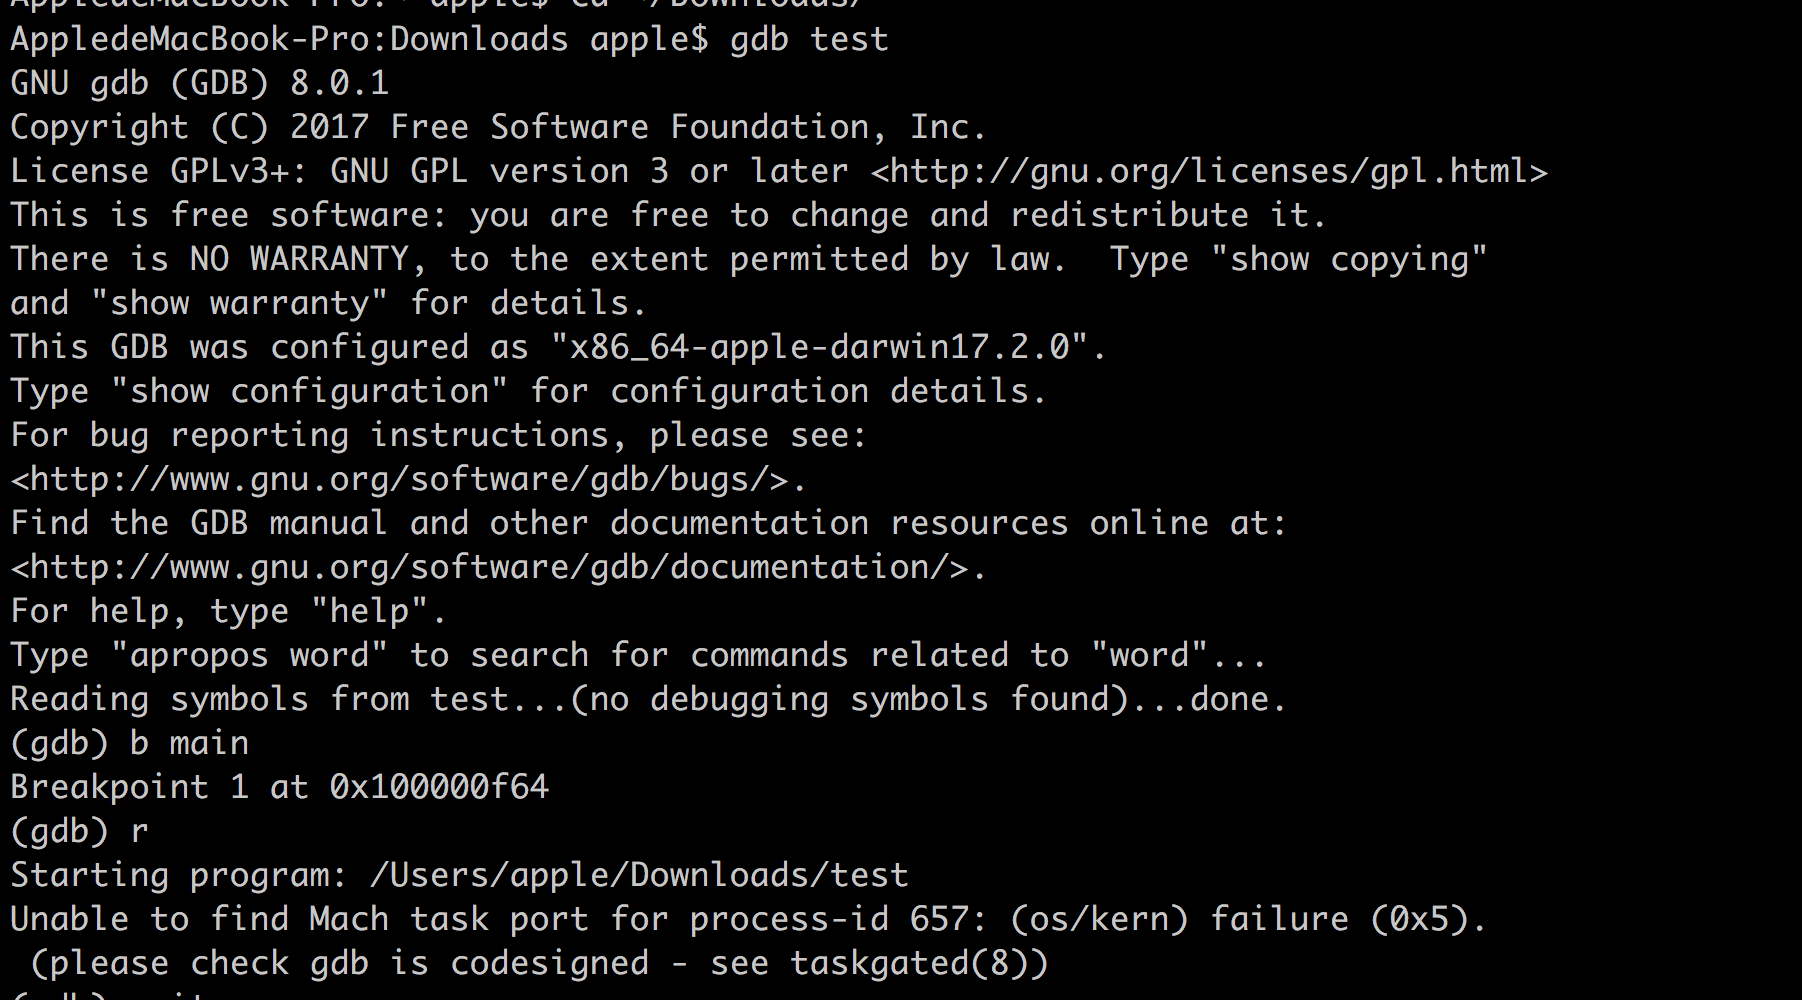 AppledeMacBook-Pro:~ apple$ cd ~/Downloads/
AppledeMacBook-Pro:Downloads apple$ gdb test
GNU gdb (GDB) 8.0.1
Copyright (C) 2017 Free Software Foundation, Inc.
License GPLv3+: GNU GPL version 3 or later <http://gnu.org/licenses/gpl.html>
This is free software: you are free to change and redistribute it.
There is NO WARRANTY, to the extent permitted by law.  Type "show copying"
and "show warranty" for details.
This GDB was configured as "x86_64-apple-darwin17.2.0".
Type "show configuration" for configuration details.
For bug reporting instructions, please see:
<http://www.gnu.org/software/gdb/bugs/>.
Find the GDB manual and other documentation resources online at:
<http://www.gnu.org/software/gdb/documentation/>.
For help, type "help".
Type "apropos word" to search for commands related to "word"...
Reading symbols from test...(no debugging symbols found)...done.
(gdb) b main
Breakpoint 1 at 0x100000f64
(gdb) r
Starting program: /Users/apple/Downloads/test
Unable to find Mach task port for process-id 657: (os/kern) failure (0x5).
 (please check gdb is codesigned - see taskgated(8))
(gdb)